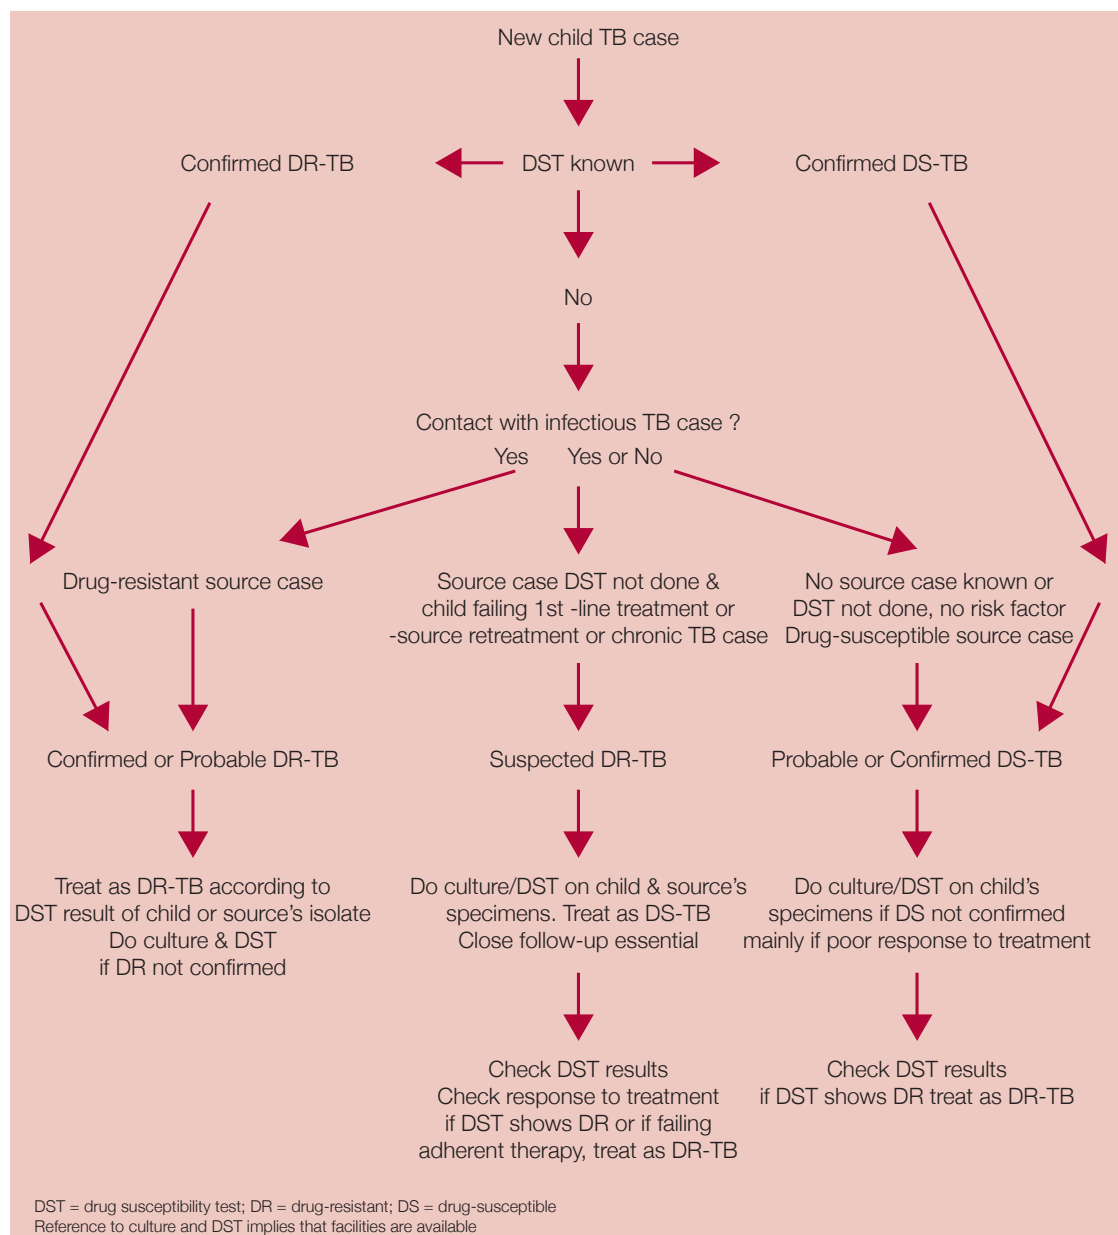 New child TB case
Confirmed DR-TB
DST known
Confirmed DS-TB
No
Contact with infectious TB case ?
Yes
Yes or No
Drug-resistant source case
Source case DST not done &
child failing 1st -line treatment or
-source retreatment or chronic TB case
No source case known or
DST not done, no risk factor
Drug-susceptible source case
Confirmed or Probable DR-TB
Suspected DR-TB
Probable or Confirmed DS-TB
Treat as DR-TB according to
DST result of child or source's isolate
Do culture & DST
if DR not confirmed
Do culture/DST on child & source's
specimens. Treat as DS-TB
Close follow-up essential
Do culture/DST on child's
specimens if DS not confirmed
mainly if poor response to treatment
Check DST results
Check response to treatment
if DST shows DR or if failing
adherent therapy, treat as DR-TB
Check DST results
if DST shows DR treat as DR-TB
DST = drug susceptibility test; DR = drug-resistant; DS = drug-susceptible
Reference to culture and DST implies that facilities are available